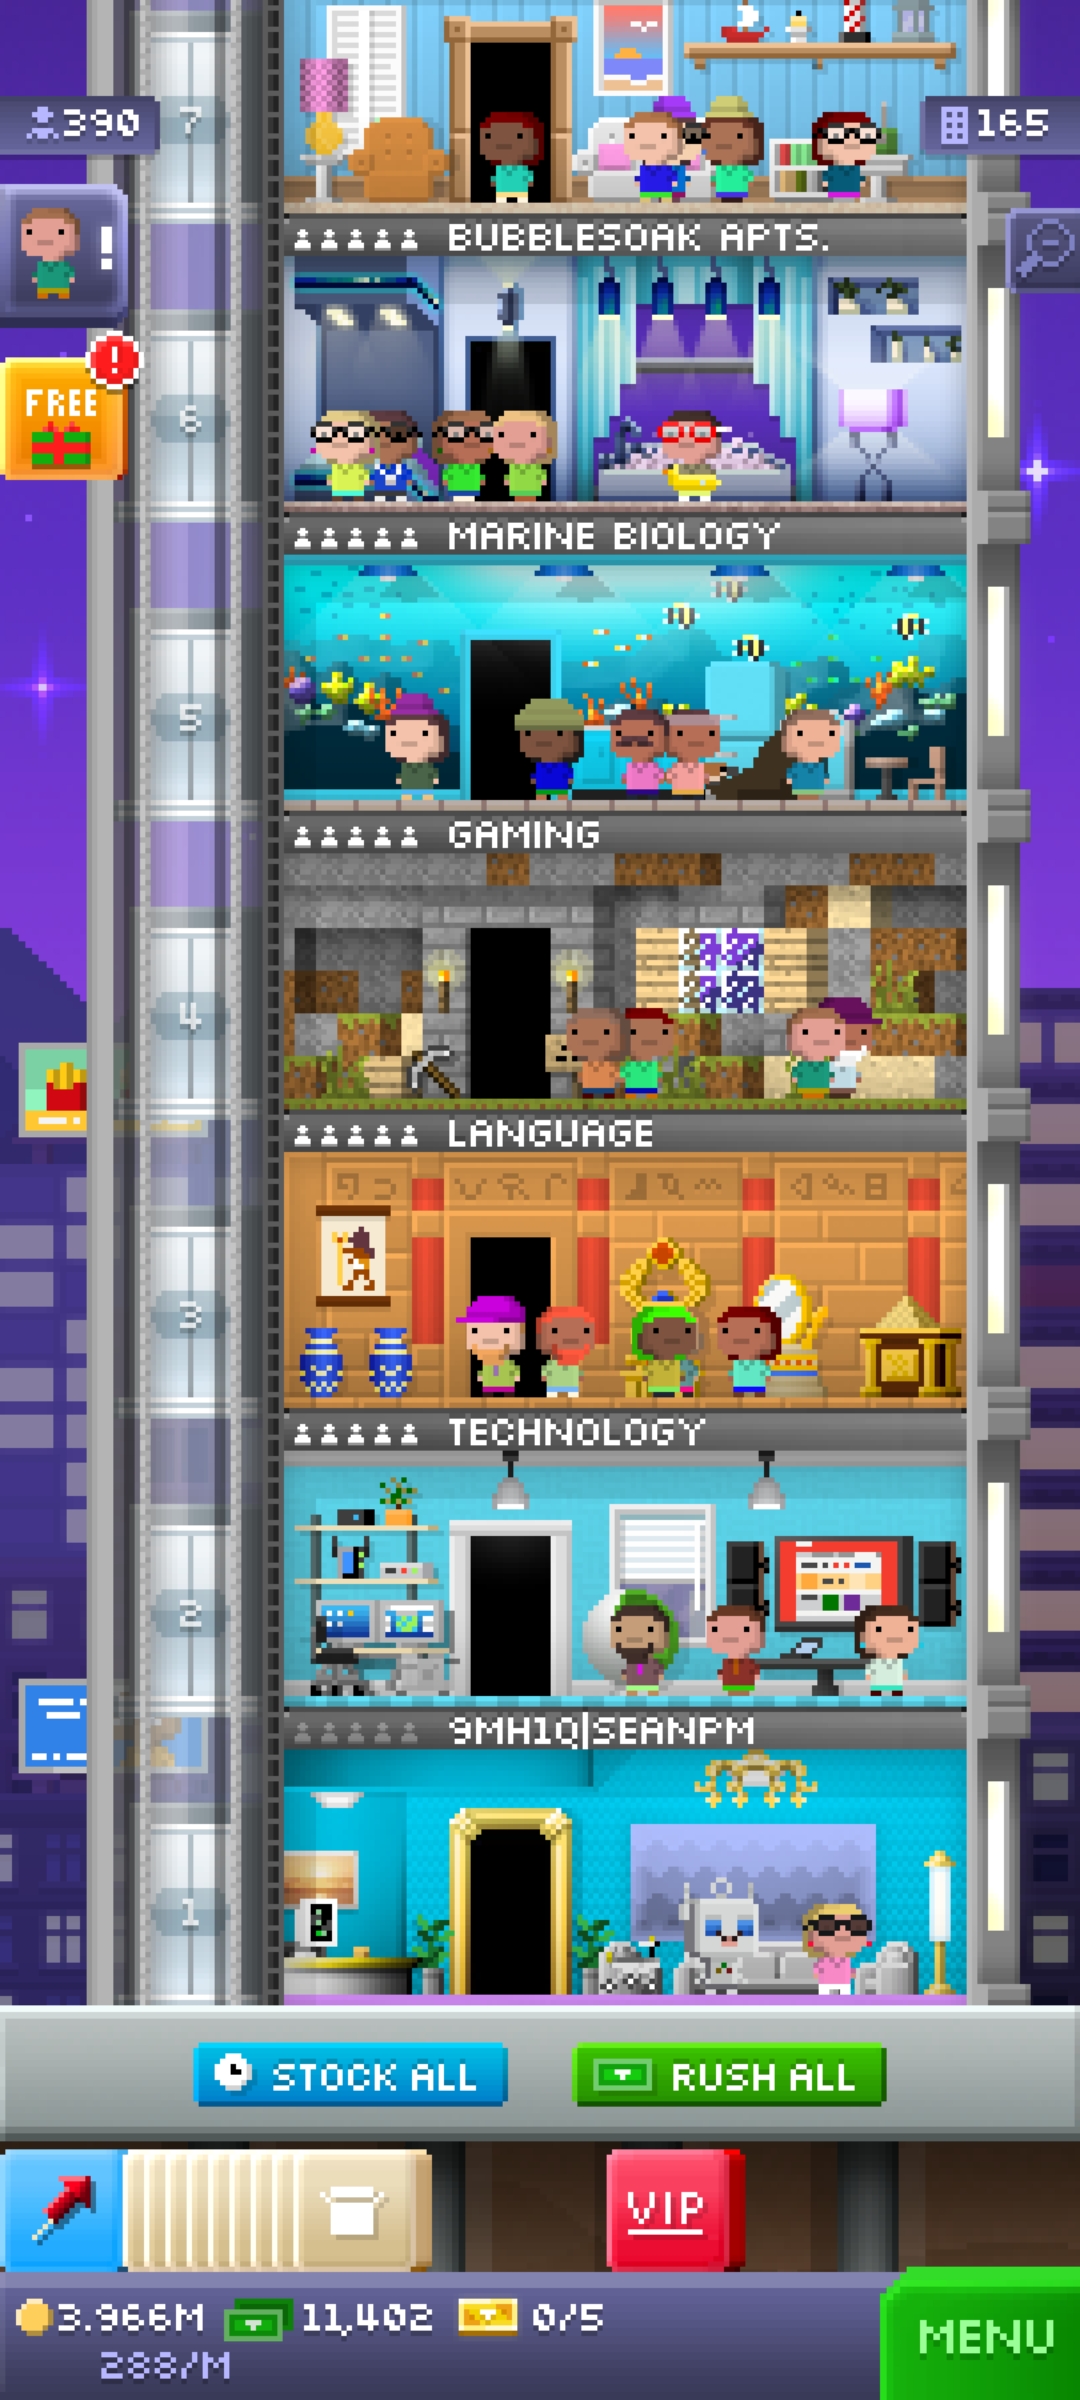 7
390
165
!
BUBBLESOAK APTS.
!
FREE
6
MARINE BIOLOGY
5
GAMING
4
LANGUAGE
3
TECHNOLOGY
2
9MH1Q|SEANPM
1
STOCK ALL
RUSH ALL
VIP
3.966M
11,402
0/5
288/M
MENU